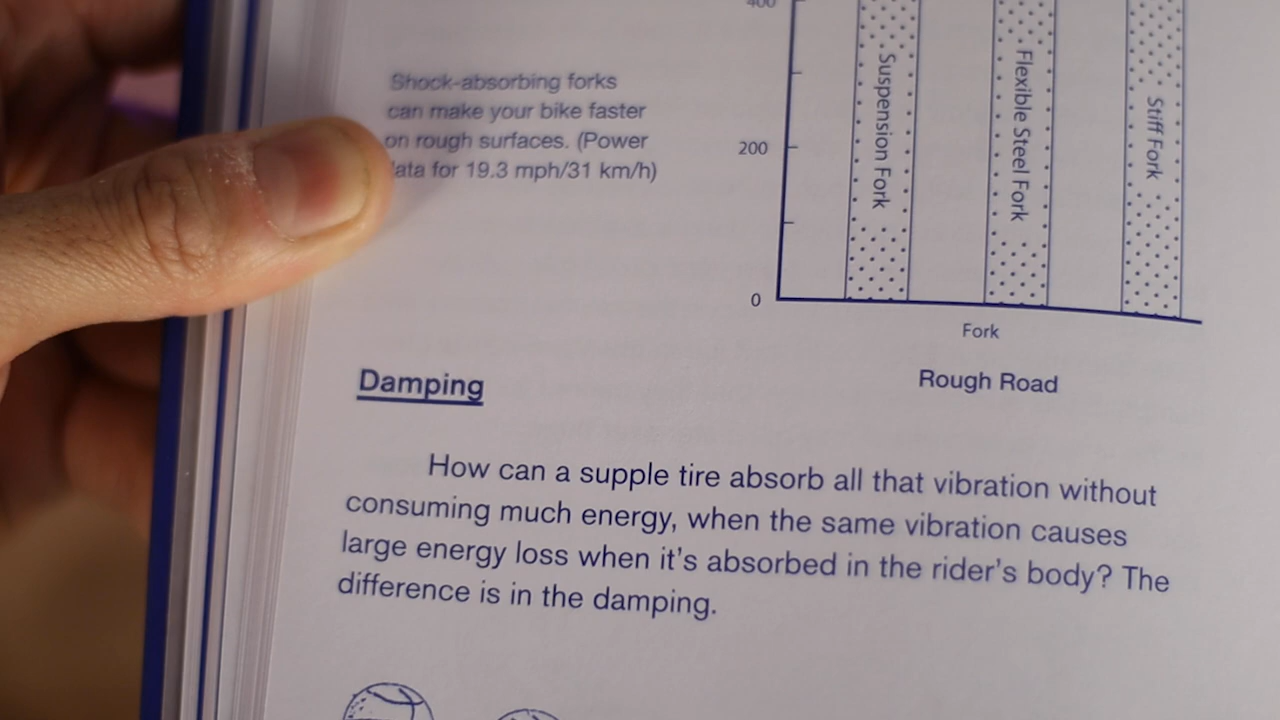 Shock-absorbing forks
can make your bike faster
on rough surfaces. (Power
ata for 19.3 mph/31 km/h)
400
200
0
Suspension Fork
Flexible Steel Fork
Stiff Fork
Fork
Rough Road
Damping
How can a supple tire absorb all that vibration without
consuming much energy, when the same vibration causes
large energy loss when it's absorbed in the rider's body? The
difference is in the damping.